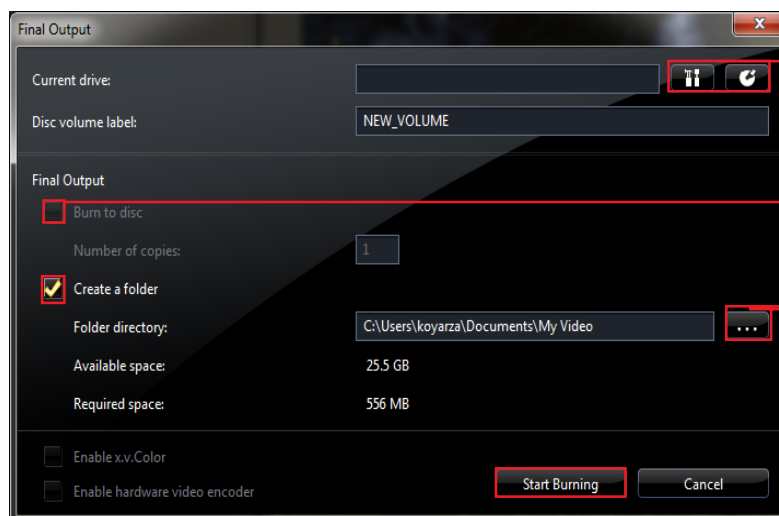 Final Output
Current drive:
Disc volume label: NEW_VOLUME
Final Output
Burn to disc
Number of copies: 1
Create a folder
Folder directory: C:\Users\koyarza\Documents\My Video ...
Available space: 25.5 GB
Required space: 556 MB
Enable x.v.Color
Enable hardware video encoder
Start Burning Cancel